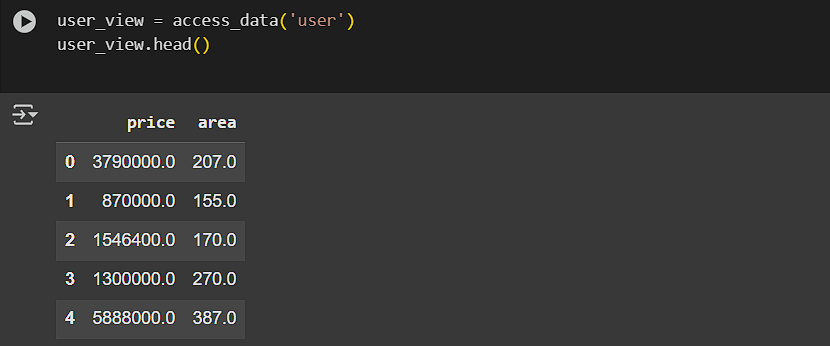 user_view = access_data('user')
user_view.head()
price area
0 3790000.0 207.0
1 870000.0 155.0
2 1546400.0 170.0
3 1300000.0 270.0
4 5888000.0 387.0